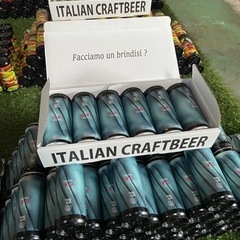 ITALIAN CRAFTBEER
Facciamo un brindisi ?
ITALIAN CRAFTBEER